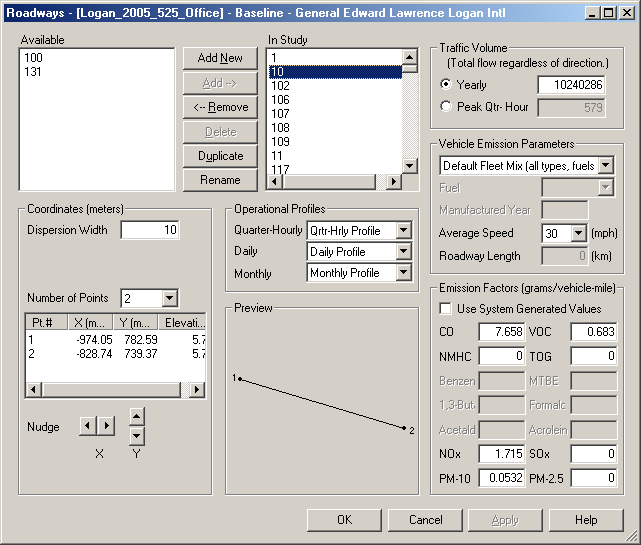 Roadways - [Logan_2005_525_Office] - Baseline - General Edward Lawrence Logan Intl
Available
100
131
Add New
Add -->
<-- Remove
Delete
Duplicate
Rename
In Study
1
10
102
106
107
108
109
11
117
Traffic Volume
(Total flow regardless of direction.)
Yearly 10240286
Peak Qtr- Hour 579
Vehicle Emission Parameters
Default Fleet Mix (all types, fuels
Fuel
Manufactured Year
Average Speed 30 (mph)
Roadway Length 0 (km)
Coordinates (meters)
Dispersion Width 10
Number of Points 2
Pt.# X (m... Y (m... Elevati...
1 -974.05 782.59 5.7
2 -828.74 739.37 5.7
Nudge
X Y
Operational Profiles
Quarter-Hourly Qrtr-Hrly Profile
Daily Daily Profile
Monthly Monthly Profile
Preview
1
2
Emission Factors (grams/vehicle-mile)
Use System Generated Values
CO 7.658 VOC 0.683
NMHC 0 TOG 0
Benzen MTBE
1,3-But Formalc
Acetald Acrolein
NOx 1.715 SOx 0
PM-10 0.0532 PM-2.5 0
OK
Cancel
Apply
Help